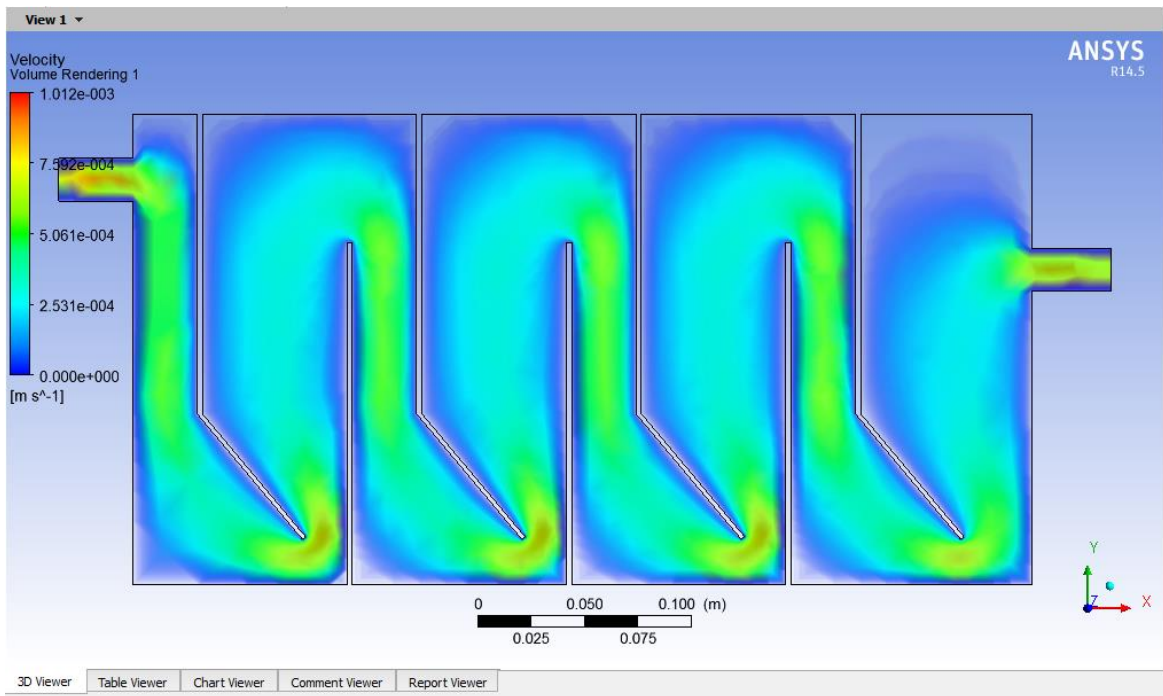 View 1
ANSYS
R14.5
Velocity
Volume Rendering 1
1.012e-003
7.592e-004
5.061e-004
2.531e-004
0.000e+000
[m s^-1]
0 0.050 0.100 (m)
0.025 0.075
Y
Z X
3D Viewer Table Viewer Chart Viewer Comment Viewer Report Viewer